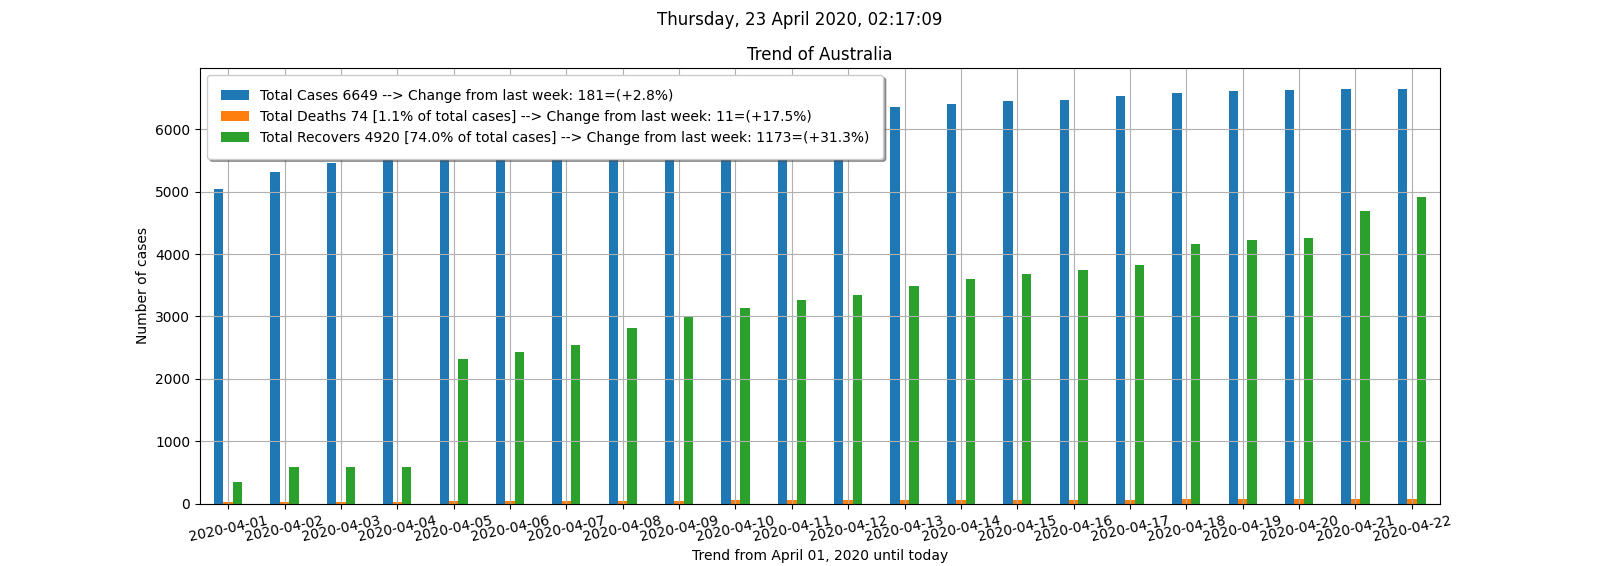 Thursday, 23 April 2020, 02:17:09
Trend of Australia
Total Cases 6649 --> Change from last week: 181=(+2.8%)
Total Deaths 74 [1.1% of total cases] --> Change from last week: 11=(+17.5%)
Total Recovers 4920 [74.0% of total cases] --> Change from last week: 1173=(+31.3%)
Number of cases
6000
5000
4000
3000
2000
1000
0
2020-04-01 2020-04-02 2020-04-03 2020-04-04 2020-04-05 2020-04-06 2020-04-07 2020-04-08 2020-04-09 2020-04-10 2020-04-11 2020-04-12 2020-04-13 2020-04-14 2020-04-15 2020-04-16 2020-04-17 2020-04-18 2020-04-19 2020-04-20 2020-04-21 2020-04-22
Trend from April 01, 2020 until today